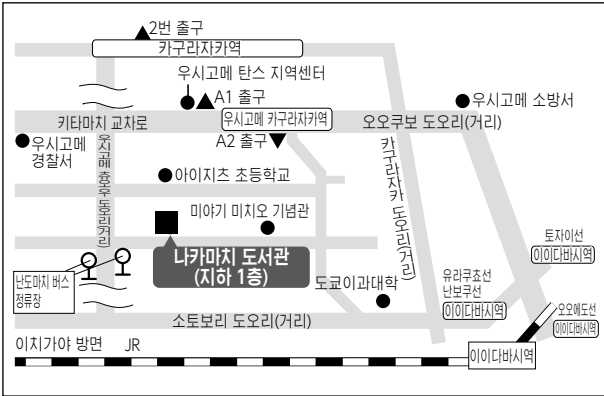 2번 출구
카구라자카역
우시고메 탄스 지역센터
A1 출구
우시고메 카구라자카역
A2 출구
키타마치 교차로
오오쿠보 도오리(거리)
우시고메 소방서
우시고메
경찰서
우시고메 츄오우 도오리(거리)
아이지츠 초등학교
카구라자카 도오리(거리)
미야기 미치오 기념관
나카마치 도서관
(지하 1층)
난도마치 버스
정류장
도쿄이과대학
토자이선
이이다바시역
유라쿠쵸선
난보쿠선
이이다바시역
오오에도선
이이다바시역
소토보리 도오리(거리)
이치가야 방면
JR
이이다바시역